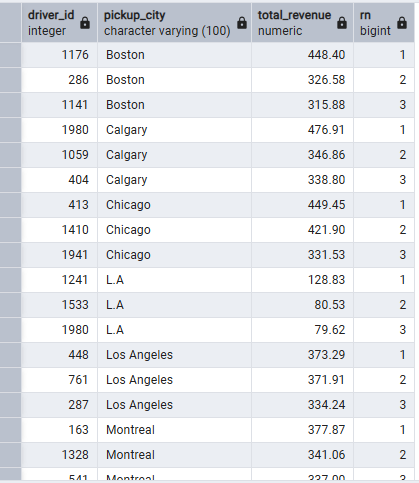 driver_id pickup_city total_revenue rn
integer character varying (100) numeric bigint
1176 Boston 448.40 1
286 Boston 326.58 2
1141 Boston 315.88 3
1980 Calgary 476.91 1
1059 Calgary 346.86 2
404 Calgary 338.80 3
413 Chicago 449.45 1
1410 Chicago 421.90 2
1941 Chicago 331.53 3
1241 L.A 128.83 1
1533 L.A 80.53 2
1980 L.A 79.62 3
448 Los Angeles 373.29 1
761 Los Angeles 371.91 2
287 Los Angeles 334.24 3
163 Montreal 377.87 1
1328 Montreal 341.06 2
541 Montreal 337.00 3